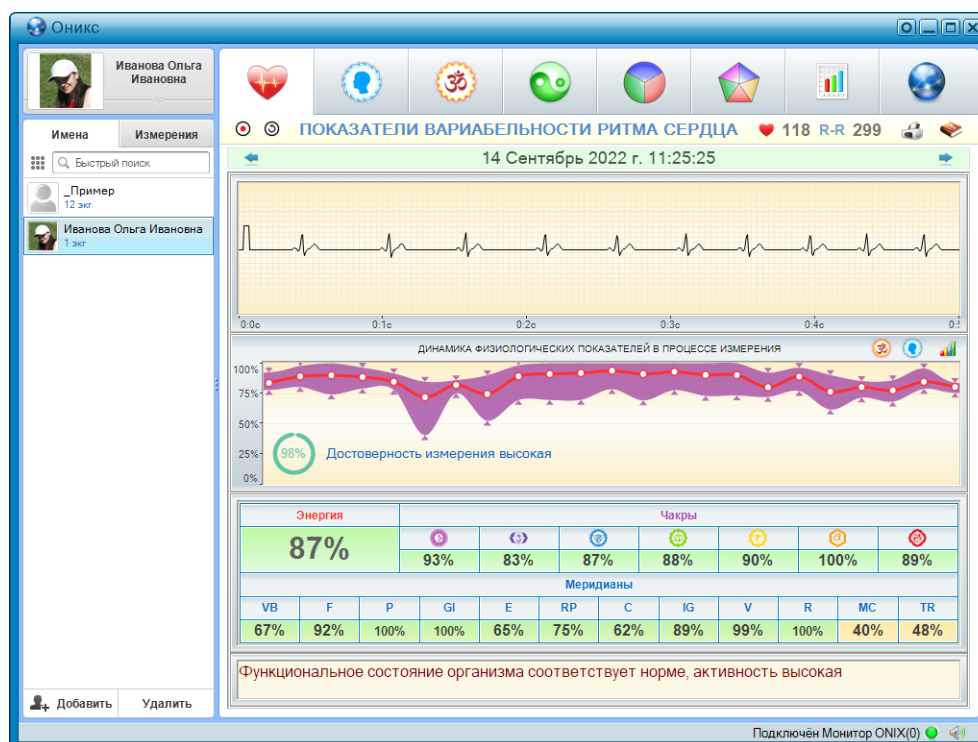 Оникс
Иванова Ольга
Ивановна
Имена Измерения
Быстрый поиск
_Пример
12 экг
Иванова Ольга Ивановна
1 экг
Добавить Удалить
ПОКАЗАТЕЛИ ВАРИАБЕЛЬНОСТИ РИТМА СЕРДЦА 118 R-R 299
14 Сентябрь 2022 г. 11:25:25
0:0с 0:1с 0:2с 0:3с 0:4с 0:5
ДИНАМИКА ФИЗИОЛОГИЧЕСКИХ ПОКАЗАТЕЛЕЙ В ПРОЦЕССЕ ИЗМЕРЕНИЯ
100%
75%
50%
25%
0%
98% Достоверность измерения высокая
Энергия Чакры
87%
93% 83% 87% 88% 90% 100% 89%
Меридианы
VB F P GI E RP C IG V R MC TR
67% 92% 100% 100% 65% 75% 62% 89% 99% 100% 40% 48%
Функциональное состояние организма соответствует норме, активность высокая
Подключён Монитор ONIX(0)